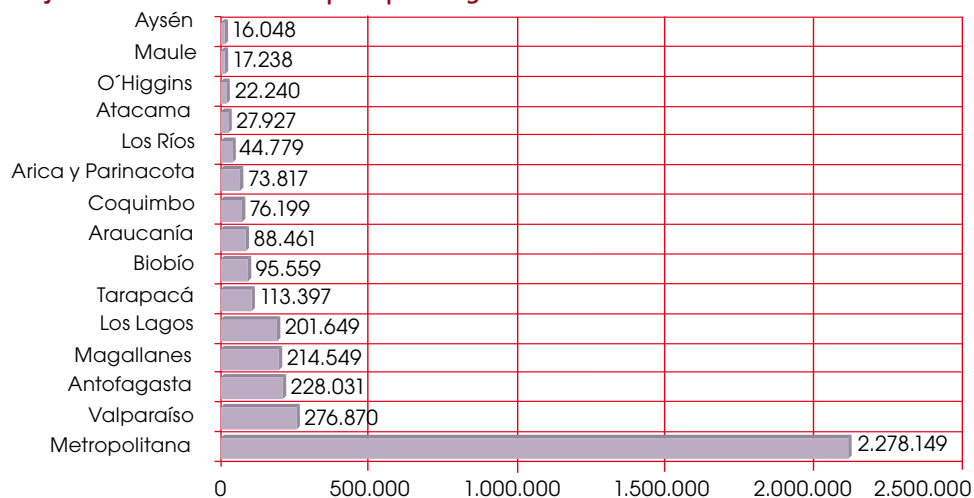 Aysén 16.048
Maule 17.238
O´Higgins 22.240
Atacama 27.927
Los Ríos 44.779
Arica y Parinacota 73.817
Coquimbo 76.199
Araucanía 88.461
Biobío 95.559
Tarapacá 113.397
Los Lagos 201.649
Magallanes 214.549
Antofagasta 228.031
Valparaíso 276.870
Metropolitana 2.278.149
0 500.000 1.000.000 1.500.000 2.000.000 2.500.000